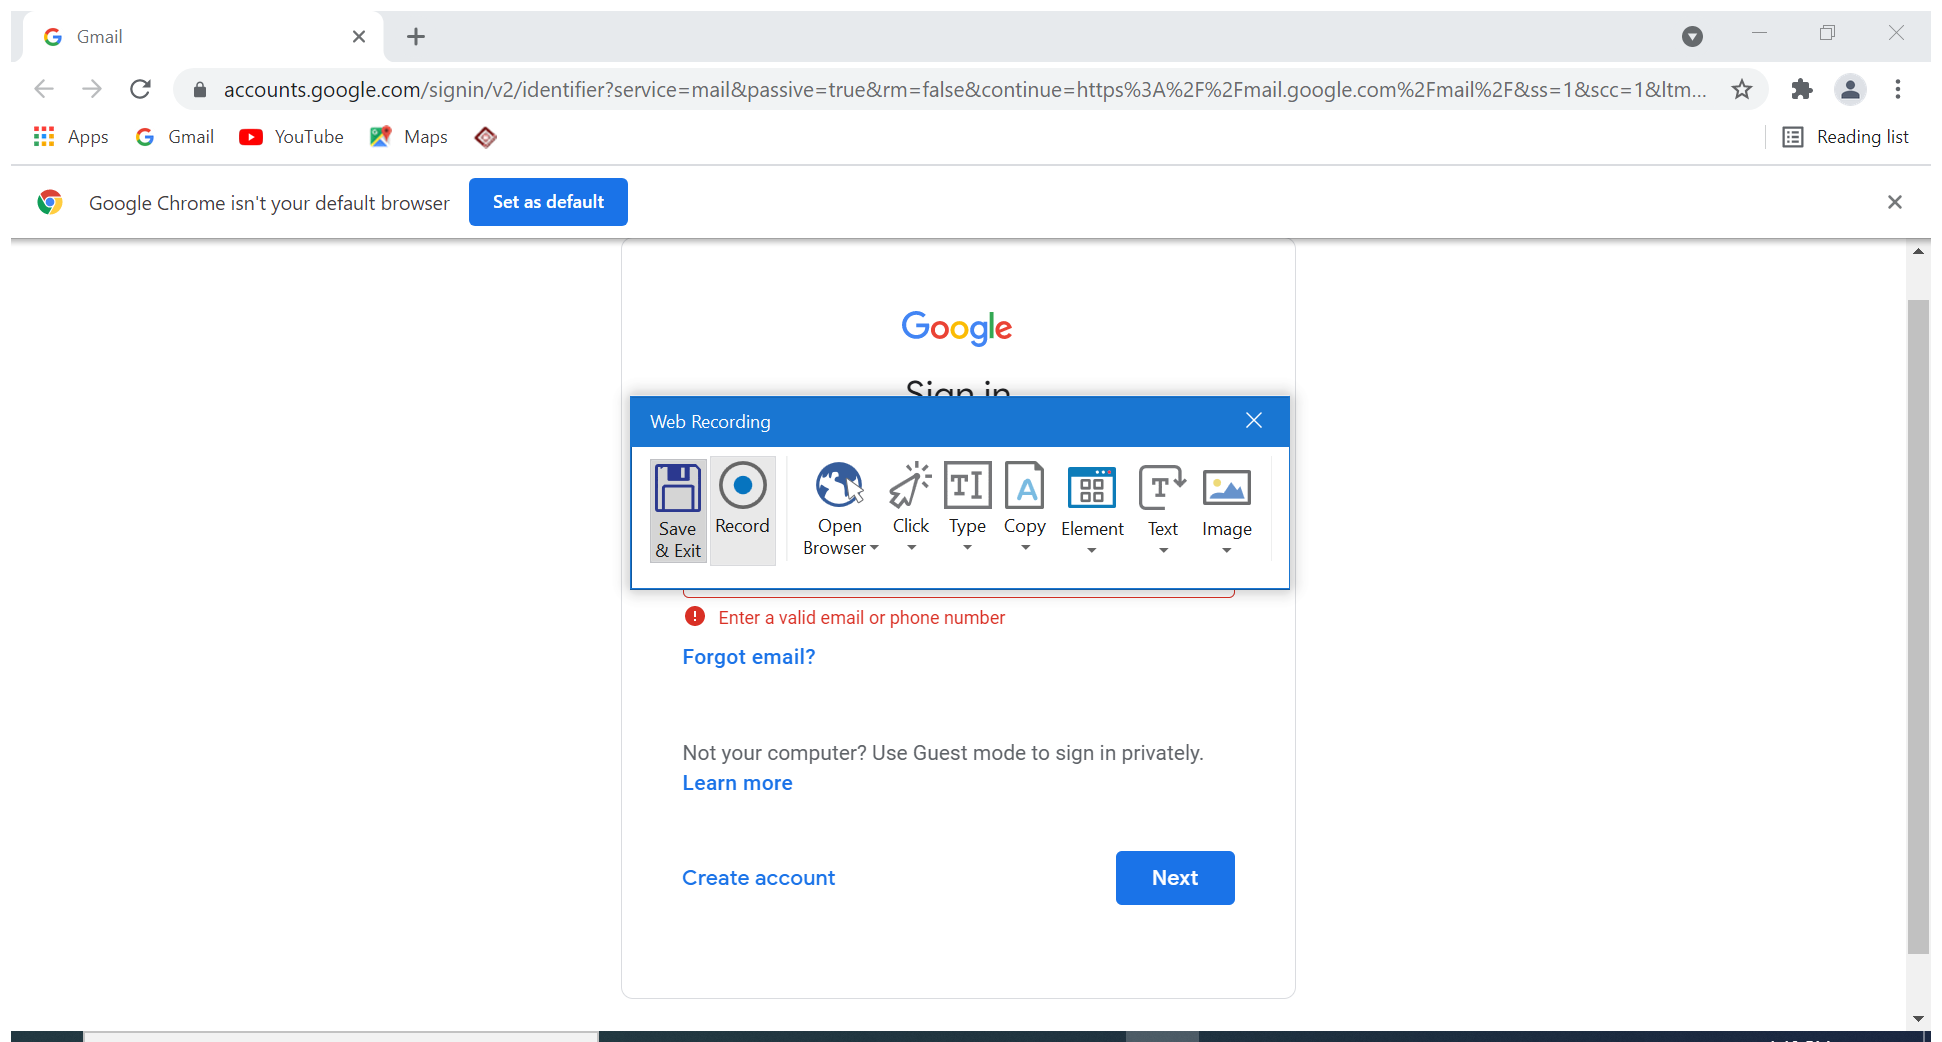 Gmail
accounts.google.com/signin/v2/identifier?service=mail&passive=true&rm=false&continue=https%3A%2F%2Fmail.google.com%2Fmail%2F&ss=1&scc=1&ltm...
Apps Gmail YouTube Maps Reading list
Google Chrome isn't your default browser Set as default
Google
Sign in
Web Recording
Save & Exit Record Open Browser Click Type Copy Element Text Image
Enter a valid email or phone number
Forgot email?
Not your computer? Use Guest mode to sign in privately.
Learn more
Create account Next